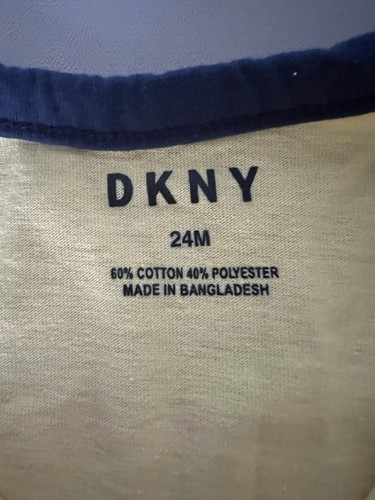 DKNY
24M
60% COTTON 40% POLYESTER
MADE IN BANGLADESH